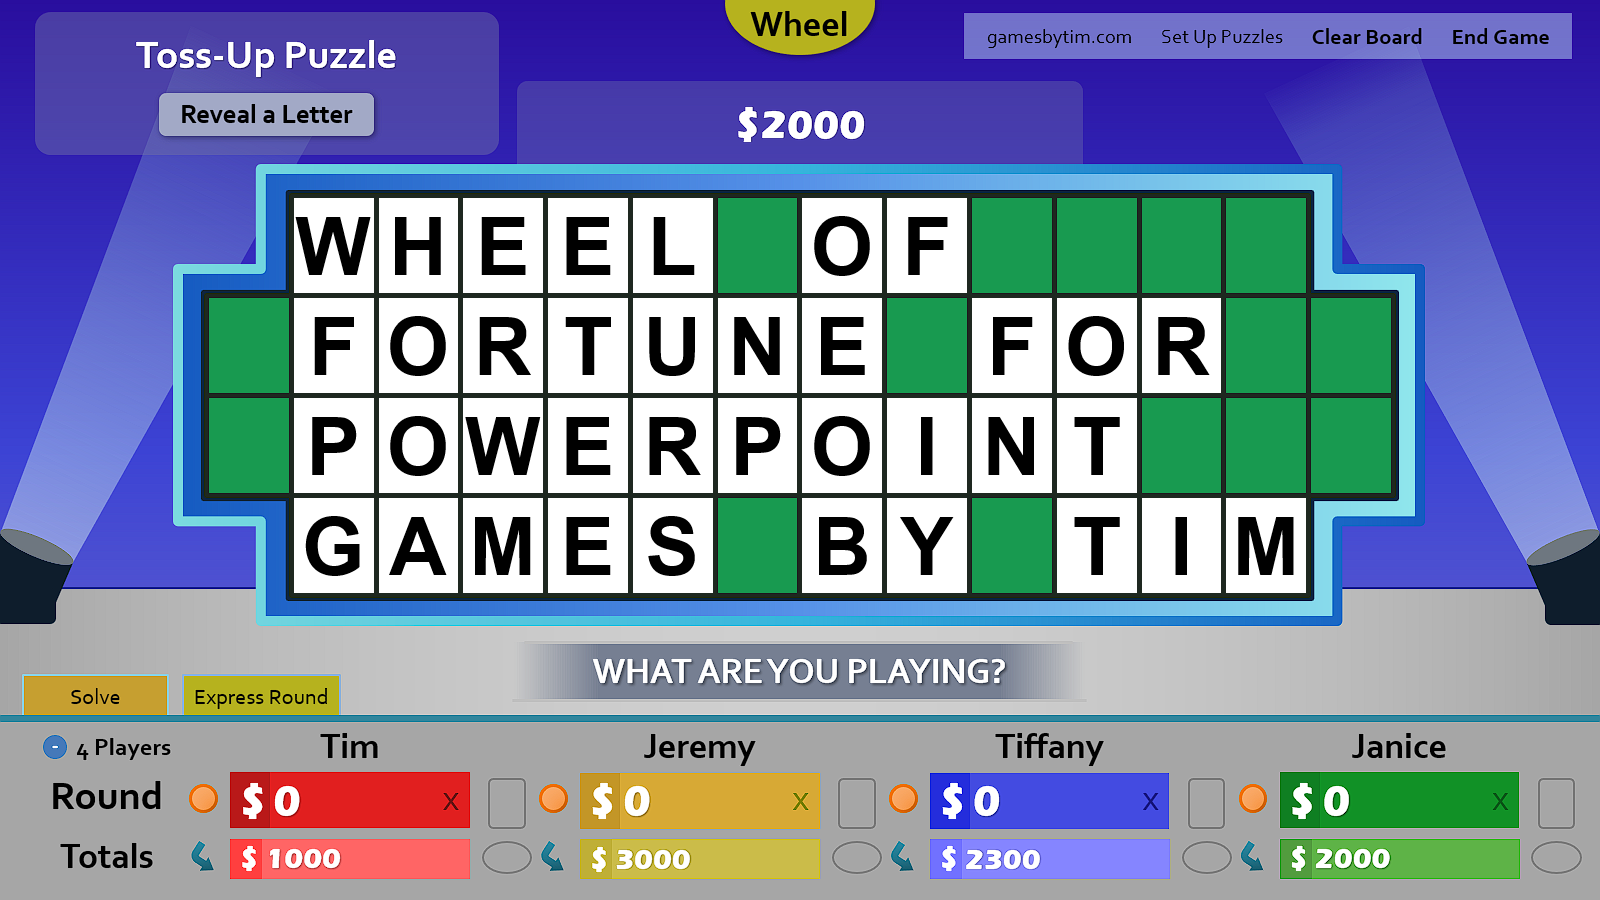 Wheel
Toss-Up Puzzle
Reveal a Letter
gamesbytim.com Set Up Puzzles Clear Board End Game
$2000
WHEEL OF
FORTUNE FOR
POWERPOINT
GAMES BY TIM
WHAT ARE YOU PLAYING?
Solve Express Round
- 4 Players Tim Jeremy Tiffany Janice
Round $ 0 X $ 0 X $ 0 X $ 0 X
Totals $ 1000 $ 3000 $ 2300 $ 2000